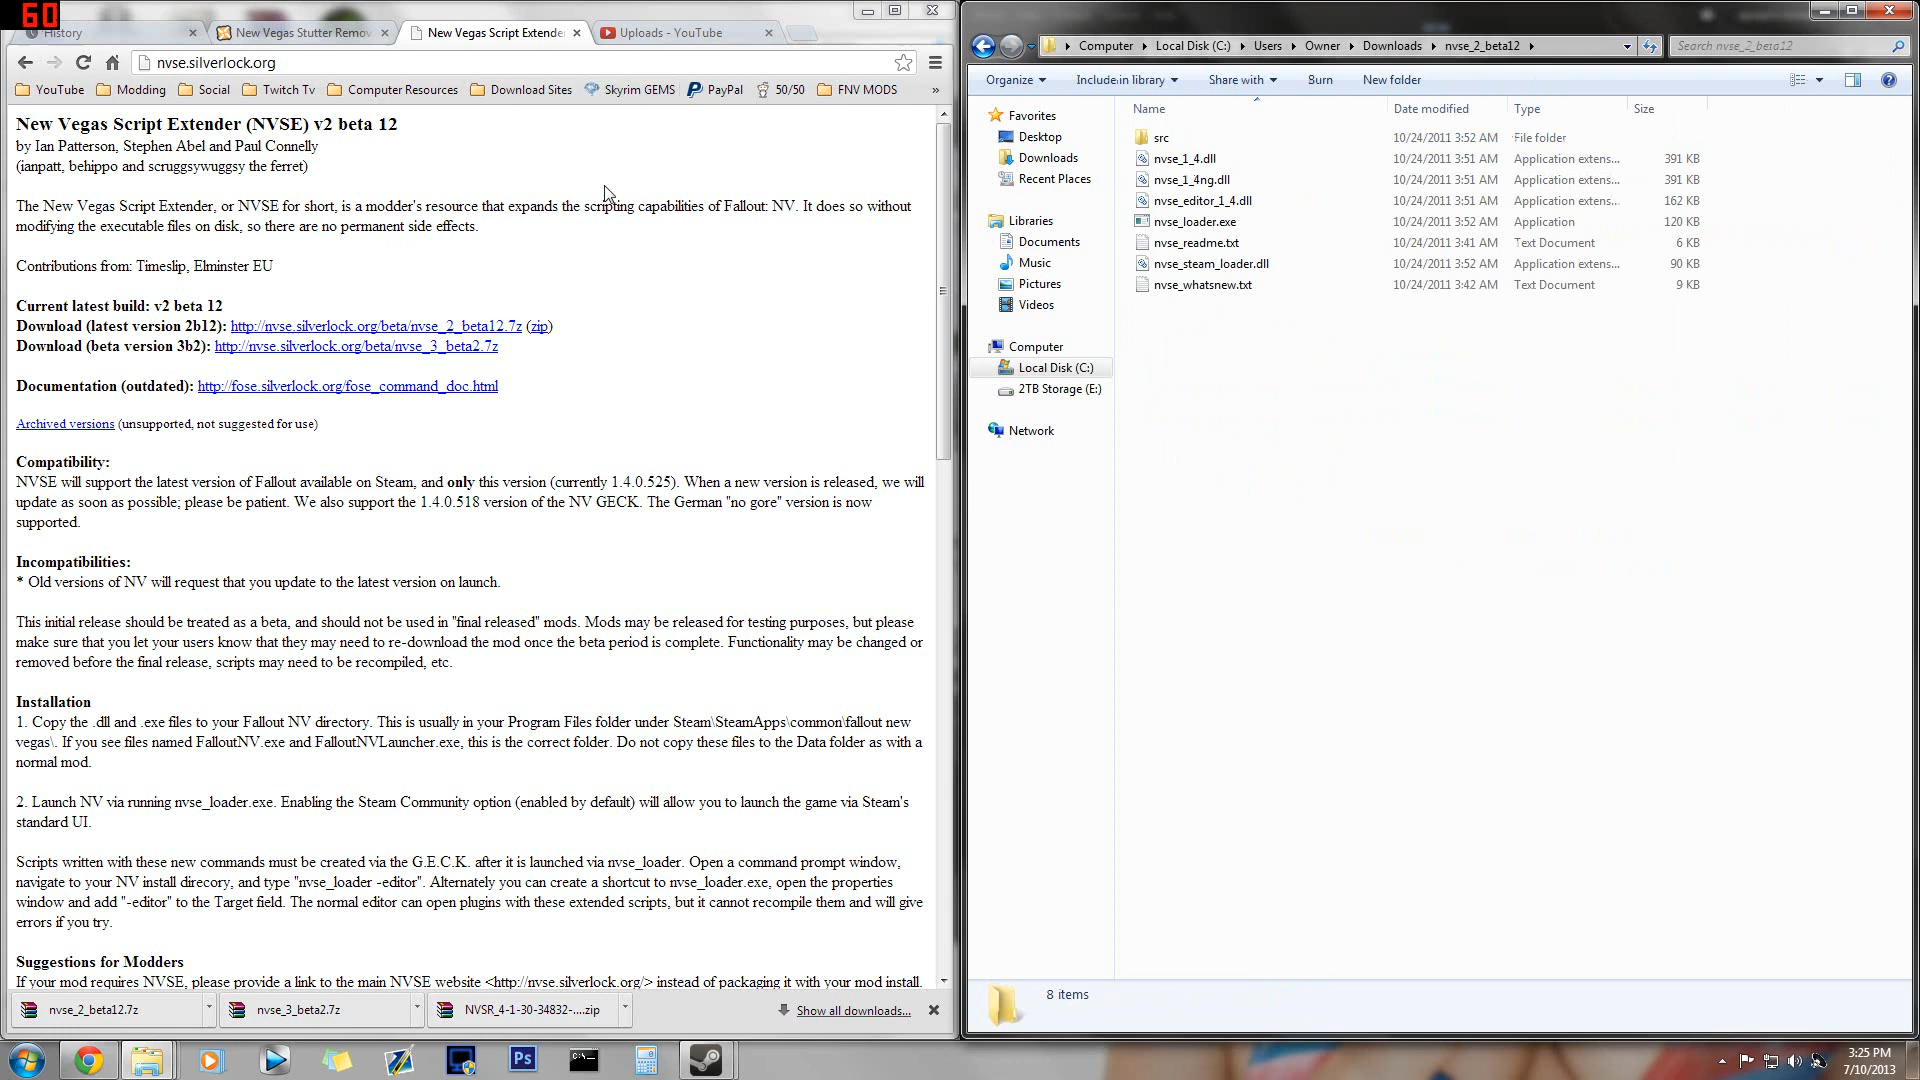 60
History
New Vegas Stutter Remov
New Vegas Script Extende
Uploads - YouTube
nvse.silverlock.org
YouTube
Modding
Social
Twitch Tv
Computer Resources
Download Sites
Skyrim GEMS
PayPal
50/50
FNV MODS
»
New Vegas Script Extender (NVSE) v2 beta 12
by Ian Patterson, Stephen Abel and Paul Connelly
(ianpatt, behippo and scruggsywuggsy the ferret)
The New Vegas Script Extender, or NVSE for short, is a modder's resource that expands the scripting capabilities of Fallout: NV. It does so without
modifying the executable files on disk, so there are no permanent side effects.
Contributions from: Timeslip, Elminster EU
Current latest build: v2 beta 12
Download (latest version 2b12): http://nvse.silverlock.org/beta/nvse_2_beta12.7z (zip)
Download (beta version 3b2): http://nvse.silverlock.org/beta/nvse_3_beta2.7z
Documentation (outdated): http://fose.silverlock.org/fose_command_doc.html
Archived versions (unsupported, not suggested for use)
Compatibility:
NVSE will support the latest version of Fallout available on Steam, and only this version (currently 1.4.0.525). When a new version is released, we will
update as soon as possible; please be patient. We also support the 1.4.0.518 version of the NV GECK. The German "no gore" version is now
supported.
Incompatibilities:
* Old versions of NV will request that you update to the latest version on launch.
This initial release should be treated as a beta, and should not be used in "final released" mods. Mods may be released for testing purposes, but please
make sure that you let your users know that they may need to re-download the mod once the beta period is complete. Functionality may be changed or
removed before the final release, scripts may need to be recompiled, etc.
Installation
1. Copy the .dll and .exe files to your Fallout NV directory. This is usually in your Program Files folder under Steam\SteamApps\common\fallout new
vegas\. If you see files named FalloutNV.exe and FalloutNVLauncher.exe, this is the correct folder. Do not copy these files to the Data folder as with a
normal mod.
2. Launch NV via running nvse_loader.exe. Enabling the Steam Community option (enabled by default) will allow you to launch the game via Steam's
standard UI.
Scripts written with these new commands must be created via the G.E.C.K. after it is launched via nvse_loader. Open a command prompt window,
navigate to your NV install direcory, and type "nvse_loader -editor". Alternately you can create a shortcut to nvse_loader.exe, open the properties
window and add "-editor" to the Target field. The normal editor can open plugins with these extended scripts, but it cannot recompile them and will give
errors if you try.
Suggestions for Modders
If your mod requires NVSE, please provide a link to the main NVSE website <http://nvse.silverlock.org/> instead of packaging it with your mod install.
nvse_2_beta12.7z
nvse_3_beta2.7z
NVSR_4-1-30-34832-....zip
Show all downloads...
Computer
Local Disk (C:)
Users
Owner
Downloads
nvse_2_beta12
Search nvse_2_beta12
Organize
Include in library
Share with
Burn
New folder
Favorites
Desktop
Downloads
Recent Places
Libraries
Documents
Music
Pictures
Videos
Computer
Local Disk (C:)
2TB Storage (E:)
Network
Name Date modified Type Size
src 10/24/2011 3:52 AM File folder
nvse_1_4.dll 10/24/2011 3:51 AM Application extens... 391 KB
nvse_1_4ng.dll 10/24/2011 3:51 AM Application extens... 391 KB
nvse_editor_1_4.dll 10/24/2011 3:51 AM Application extens... 162 KB
nvse_loader.exe 10/24/2011 3:52 AM Application 120 KB
nvse_readme.txt 10/24/2011 3:41 AM Text Document 6 KB
nvse_steam_loader.dll 10/24/2011 3:52 AM Application extens... 90 KB
nvse_whatsnew.txt 10/24/2011 3:42 AM Text Document 9 KB
8 items
Ps
3:25 PM
7/10/2013